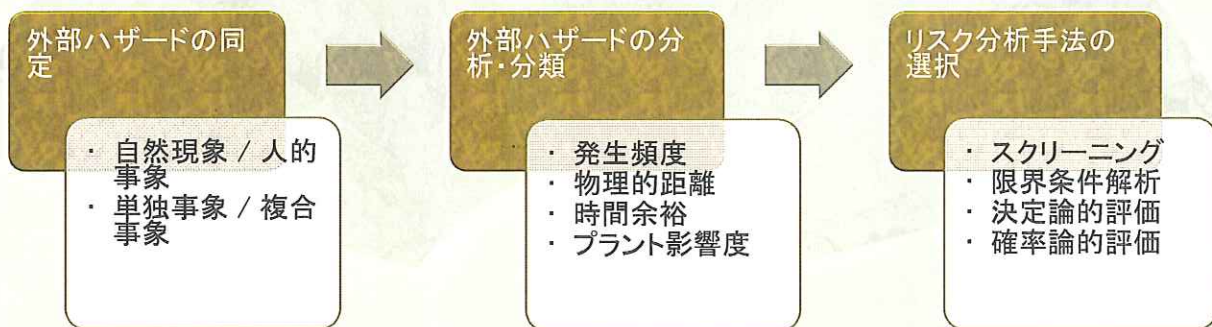 外部ハザードの同
定
・ 自然現象 / 人的
事象
・ 単独事象 / 複合
事象
外部ハザードの分
析・分類
・ 発生頻度
・ 物理的距離
・ 時間余裕
・ プラント影響度
リスク分析手法の
選択
・ スクリーニング
・ 限界条件解析
・ 決定論的評価
・ 確率論的評価